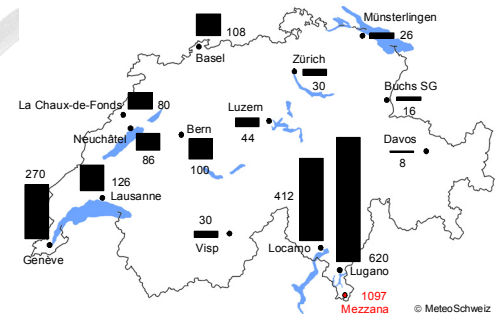 Münsterlingen
108
26
Basel
Zürich
30
Buchs SG
16
La Chaux-de-Fonds
80
Luzern
44
Neuchâtel
86
Bern
100
Davos
8
270
126
Lausanne
412
30
Visp
Genève
Locarno
620
Lugano
1097
Mezzana
© MeteoSchweiz